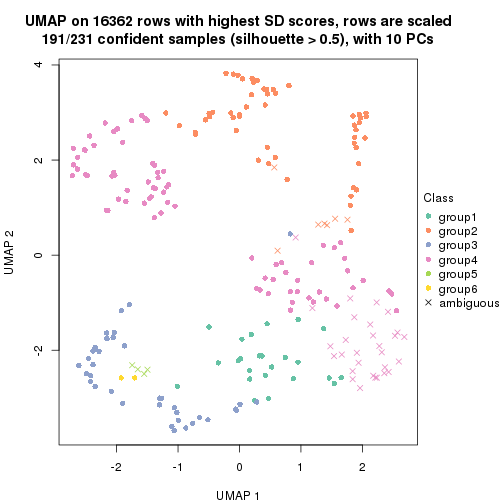 UMAP on 16362 rows with highest SD scores, rows are scaled
191/231 confident samples (silhouette > 0.5), with 10 PCs
4
2
0
-2
UMAP 2
-2
-1
0
1
2
UMAP 1
Class
group1
group2
group3
group4
group5
group6
ambiguous